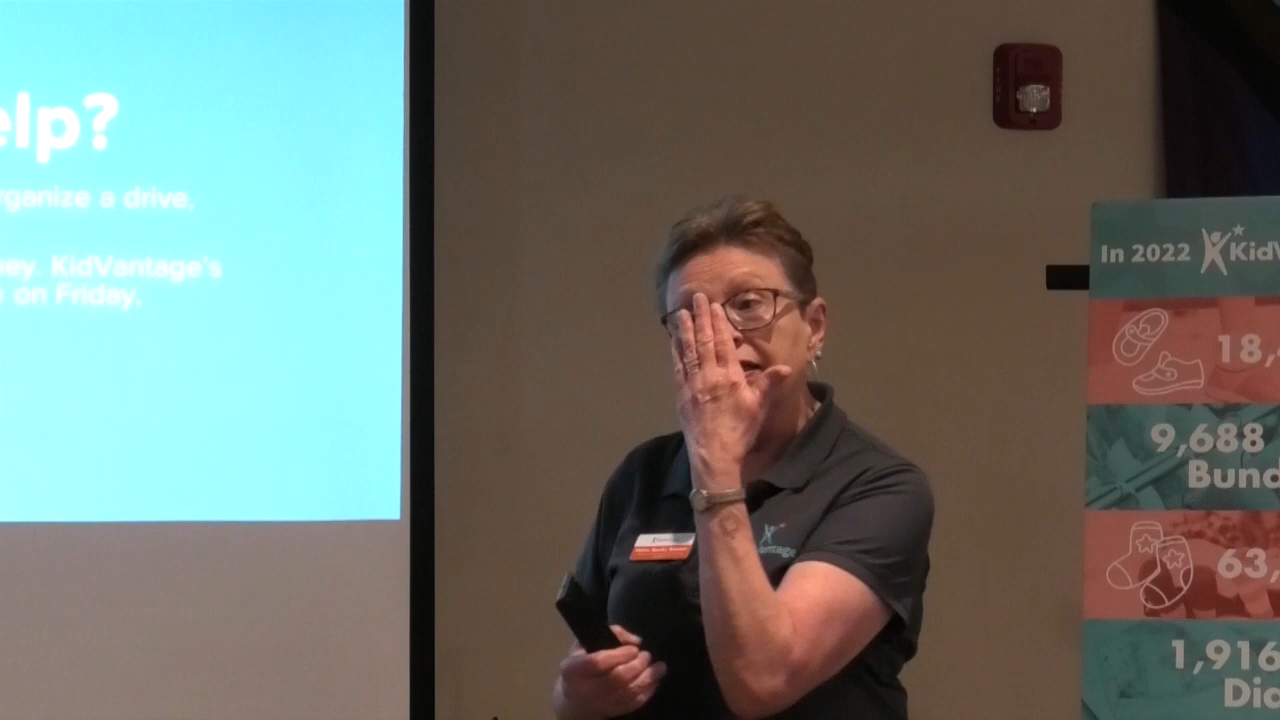 elp?
rganize a drive,
ey. KidVantage's
on Friday,
In 2022 KidV
18,
9,688
Bund
63,
1,916
Dia